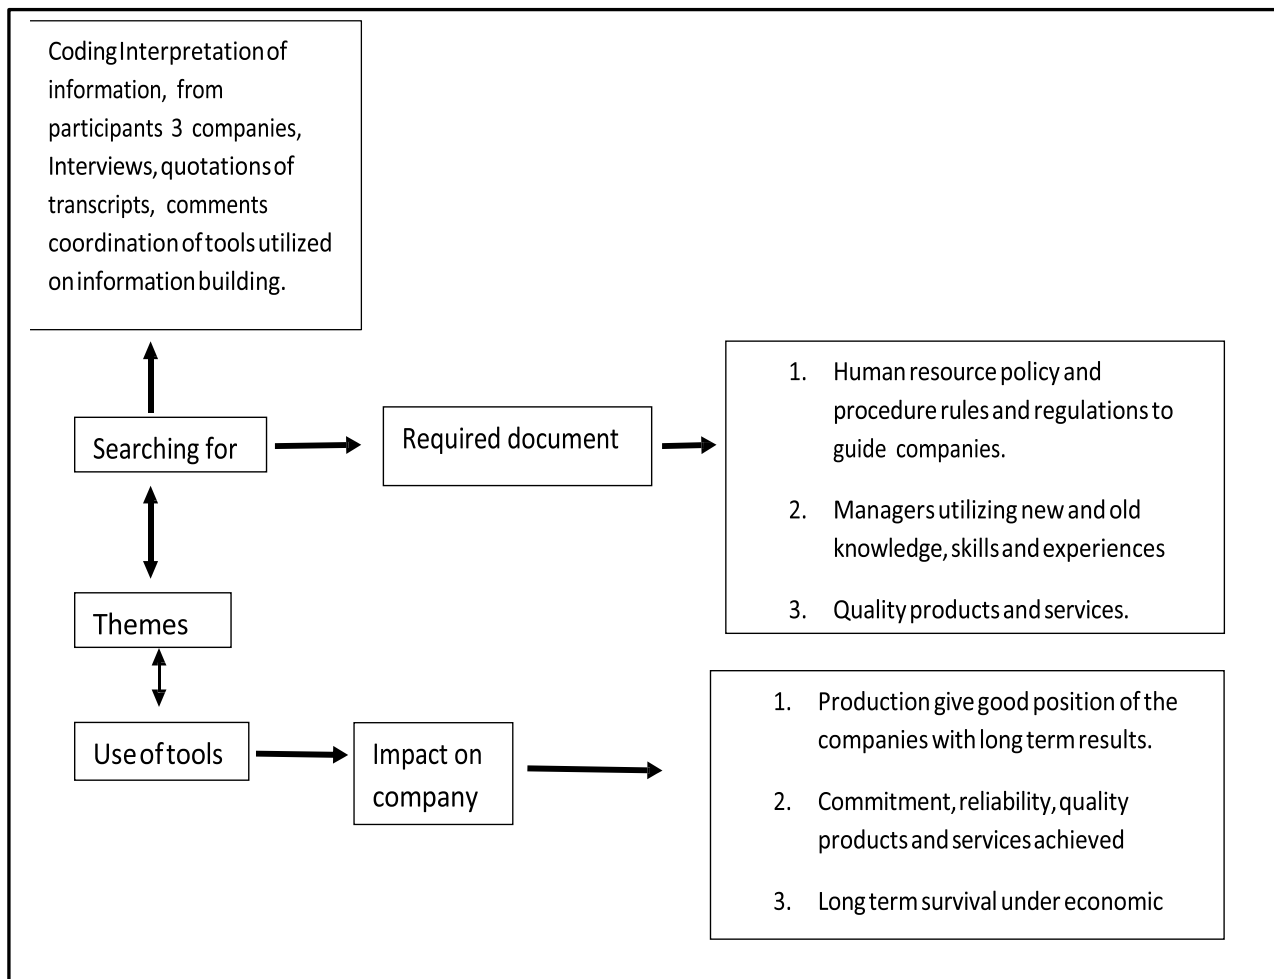 Coding Interpretation of
information, from
participants 3 companies,
Interviews, quotations of
transcripts, comments
coordination of tools utilized
on information building.
Searching for
Required document
1. Human resource policy and
procedure rules and regulations to
guide companies.
2. Managers utilizing new and old
knowledge, skills and experiences
3. Quality products and services.
Themes
Use of tools
Impact on
company
1. Production give good position of the
companies with long term results.
2. Commitment, reliability, quality
products and services achieved
3. Long term survival under economic